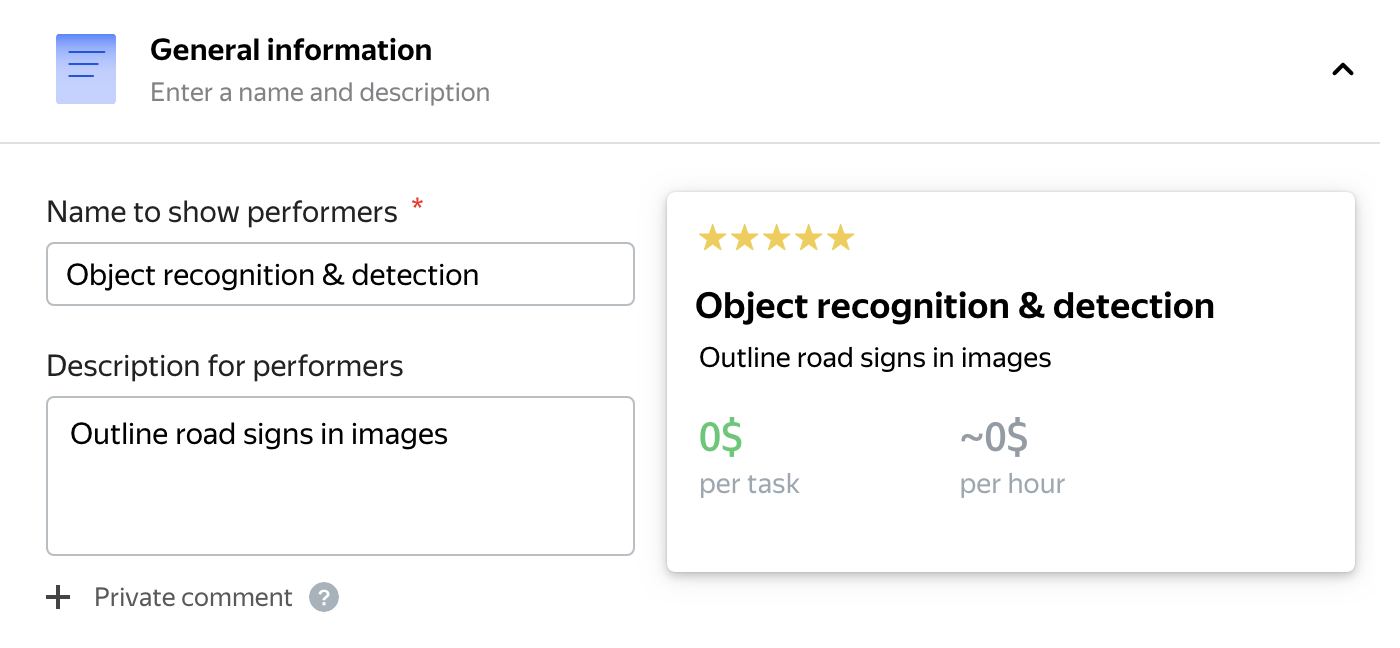 General information
Enter a name and description
Name to show performers *
Object recognition & detection
Description for performers
Outline road signs in images
+ Private comment ?
Object recognition & detection
Outline road signs in images
0$ ~0$
per task per hour